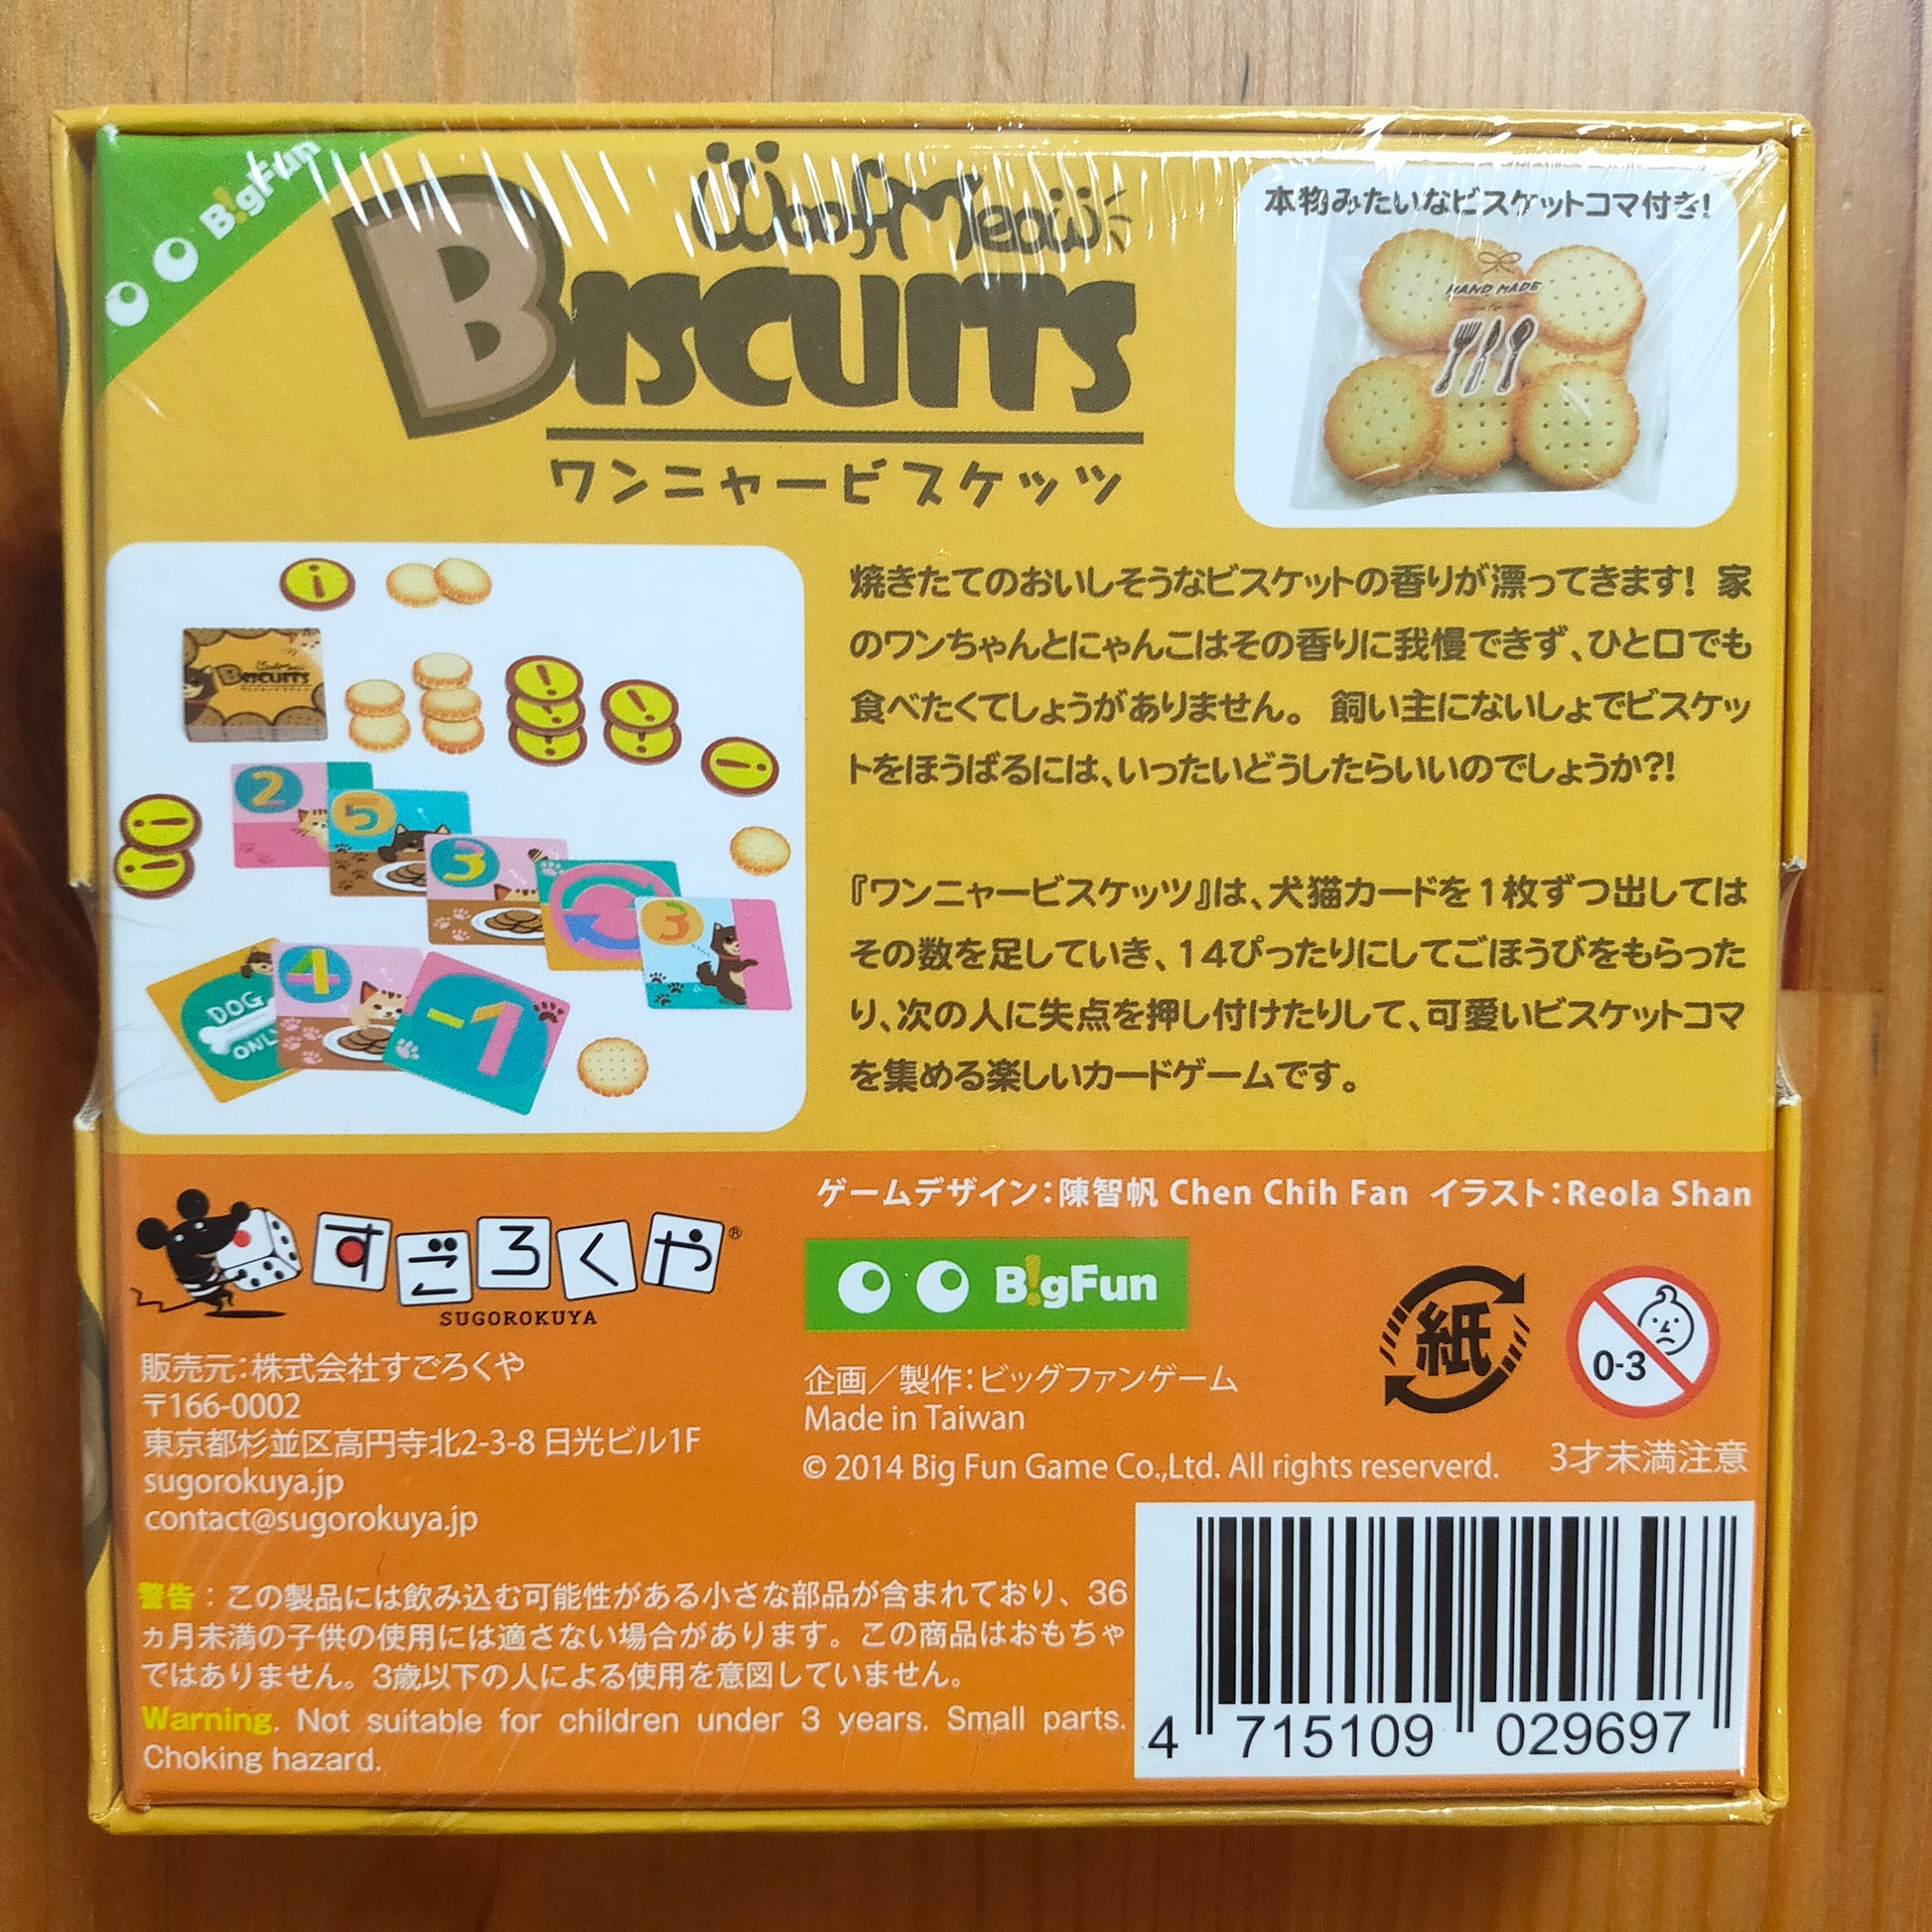 B!gFun
Woof Meow
BISCUITS
ワンニャービスケッツ
本物みたいなビスケットコマ付き!
HAND MADE
BISCUITS
2
5
3
3
DOG
ONL
4
-1
焼きたてのおいしそうなビスケットの香りが漂ってきます! 家
のワンちゃんとにゃんこはその香りに我慢できず、ひと口でも
食べたくてしょうがありません。 飼い主にないしょでビスケッ
トをほうばるには、いったいどうしたらいいのでしょうか?!
『ワンニャービスケッツ』は、犬猫カードを1枚ずつ出しては
その数を足していき、14ぴったりにしてごほうびをもらった
り、次の人に失点を押し付けたりして、可愛いビスケットコマ
を集める楽しいカードゲームです。
ゲームデザイン：陳智帆 Chen Chih Fan イラスト：Reola Shan
すごろくや®
SUGOROKUYA
販売元：株式会社すごろくや
〒166-0002
東京都杉並区高円寺北2-3-8 日光ビル1F
sugorokuya.jp
contact@sugorokuya.jp
B!gFun
企画／製作：ビッグファンゲーム
Made in Taiwan
© 2014 Big Fun Game Co.,Ltd. All rights reserverd.
紙
0-3
3才未満注意
警告：この製品には飲み込む可能性がある小さな部品が含まれており、36
ヵ月未満の子供の使用には適さない場合があります。この商品はおもちゃ
ではありません。3歳以下の人による使用を意図していません。
Warning. Not suitable for children under 3 years. Small parts.
Choking hazard.
4 715109 029697